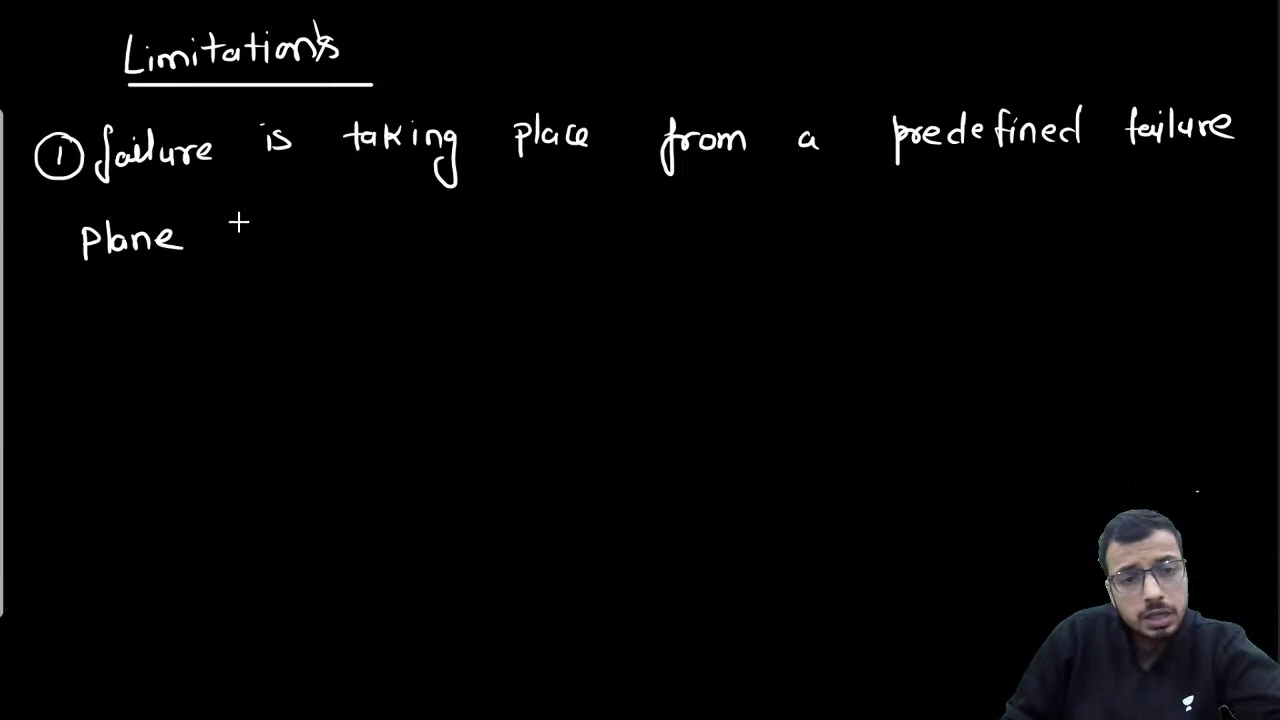 Limitations
① failure is taking place from a predefined failure
plane